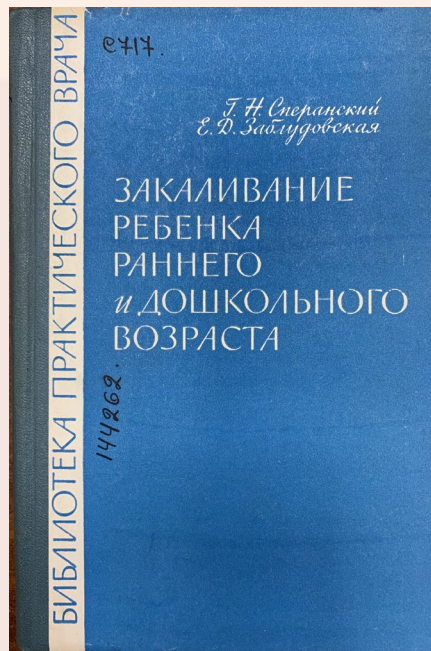 С717.
Г. Н. Сперанский
Е. Д. Заблудовская
ЗАКАЛИВАНИЕ
РЕБЕНКА
РАННЕГО
и ДОШКОЛЬНОГО
ВОЗРАСТА
144262.
БИБЛИОТЕКА ПРАКТИЧЕСКОГО ВРАЧА